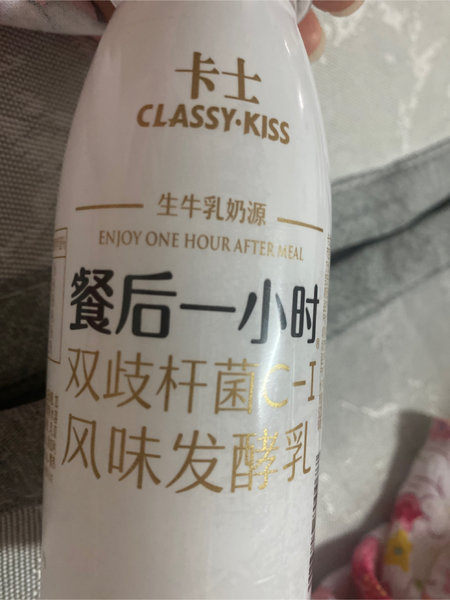 卡士
CLASSY·KISS
生牛乳奶源
ENJOY ONE HOUR AFTER MEAL
餐后一小时
双歧杆菌C-I
风味发酵乳